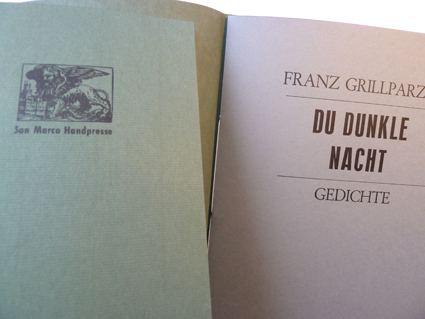 San Marco Handpresse
FRANZ GRILLPARZ
DU DUNKLE
NACHT
GEDICHTE